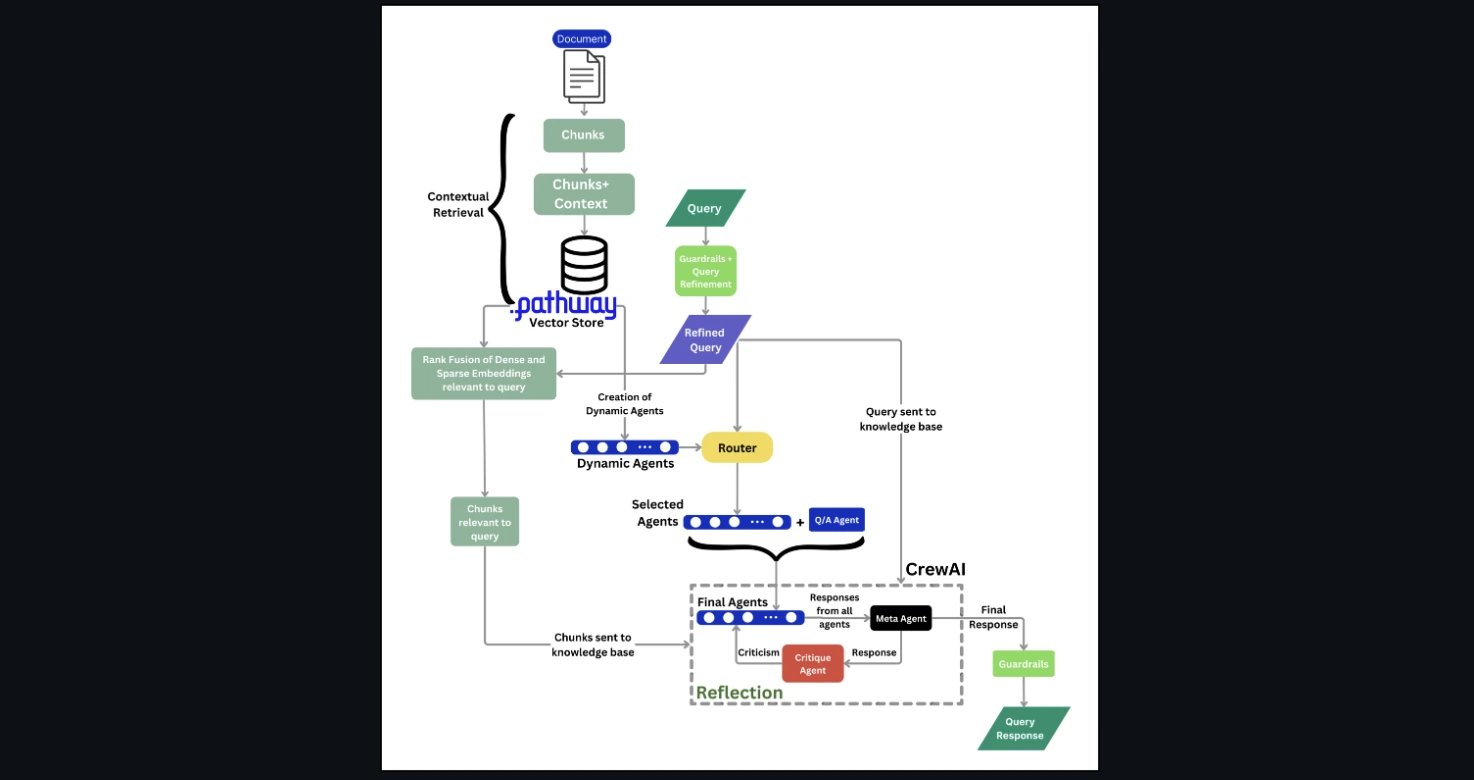 Document
Chunks
Chunks+
Context
Contextual
Retrieval
.pathway
Vector Store
Query
Guardrails +
Query
Refinement
Refined
Query
Rank Fusion of Dense and
Sparse Embeddings
relevant to query
Creation of
Dynamic Agents
Query sent to
knowledge base
Dynamic Agents
Router
Chunks
relevant to
query
Selected
Agents
+
Q/A Agent
CrewAI
Final Agents
Responses
from all
agents
Meta Agent
Final
Response
Chunks sent to
knowledge base
Criticism
Critique
Agent
Response
Guardrails
Reflection
Query
Response